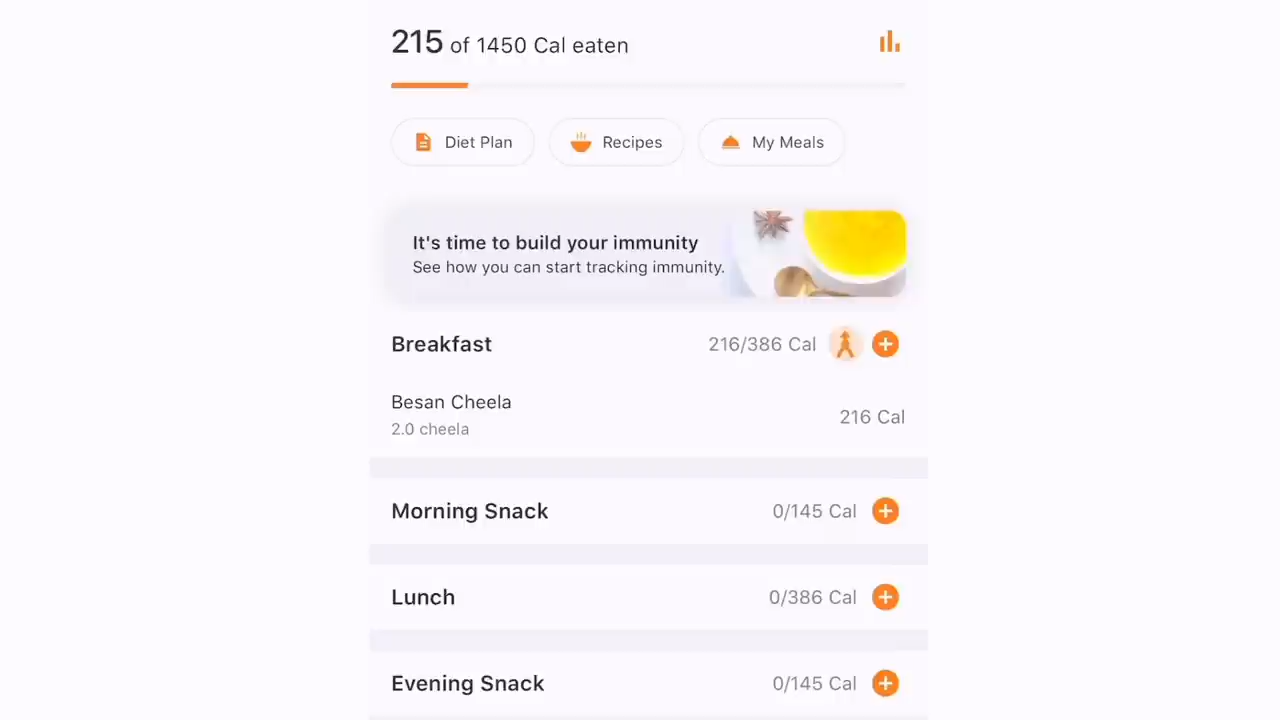 215 of 1450 Cal eaten
Diet Plan Recipes My Meals
It's time to build your immunity
See how you can start tracking immunity.
Breakfast 216/386 Cal
Besan Cheela
2.0 cheela
216 Cal
Morning Snack 0/145 Cal
Lunch 0/386 Cal
Evening Snack 0/145 Cal